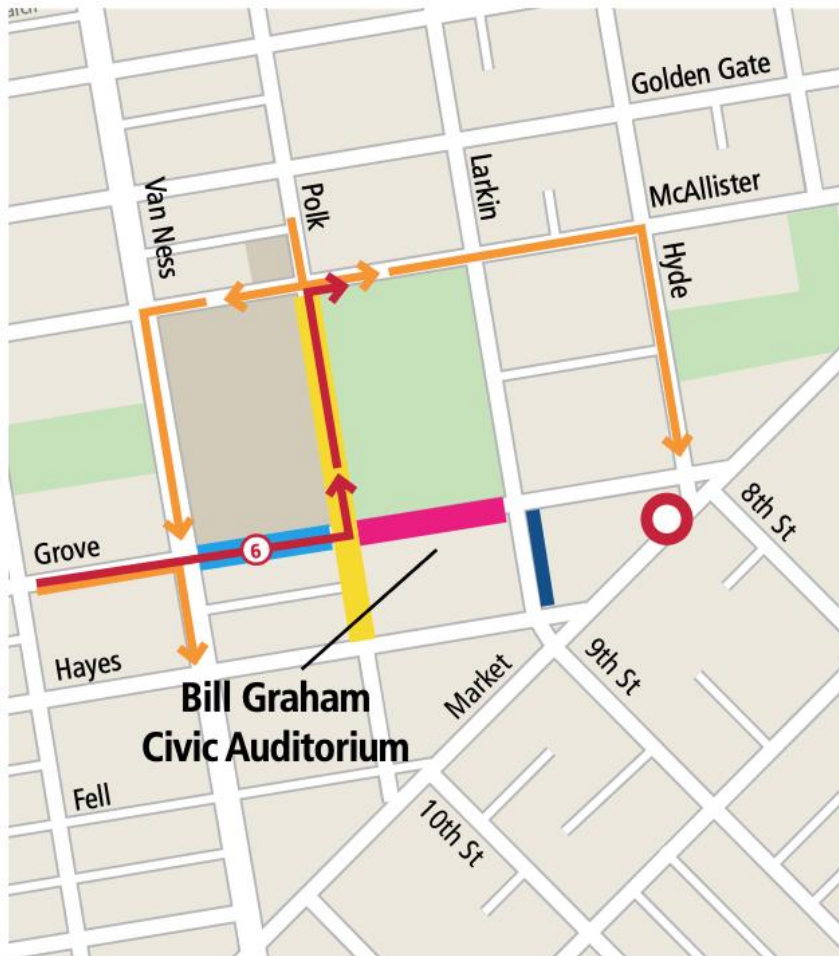 Golden Gate
McAllister
Larkin
Polk
Van Ness
Hyde
8th St
Grove
6
Hayes
9th St
Market
Bill Graham
Civic Auditorium
Fell
10th St